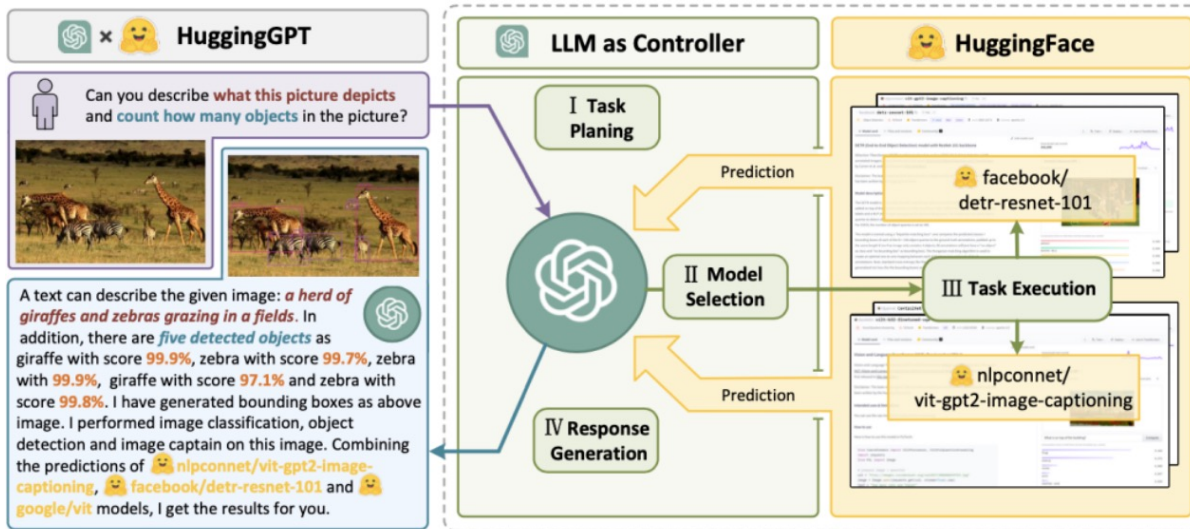 HuggingGPT
Can you describe what this picture depicts
and count how many objects in the picture?
A text can describe the given image: a herd of
giraffes and zebras grazing in a fields. In
addition, there are five detected objects as
giraffe with score 99.9%, zebra with score 99.7%, zebra
with 99.9%, giraffe with score 97.1% and zebra with
score 99.8%. I have generated bounding boxes as above
image. I performed image classification, object
detection and image captain on this image. Combining
the predictions of nlpconnet/vit-gpt2-image-
captioning, facebook/detr-resnet-101 and
google/vit models, I get the results for you.
LLM as Controller
I Task
Planing
II Model
Selection
IV Response
Generation
Prediction
Prediction
HuggingFace
facebook/
detr-resnet-101
III Task Execution
nlpconnet/
vit-gpt2-image-captioning